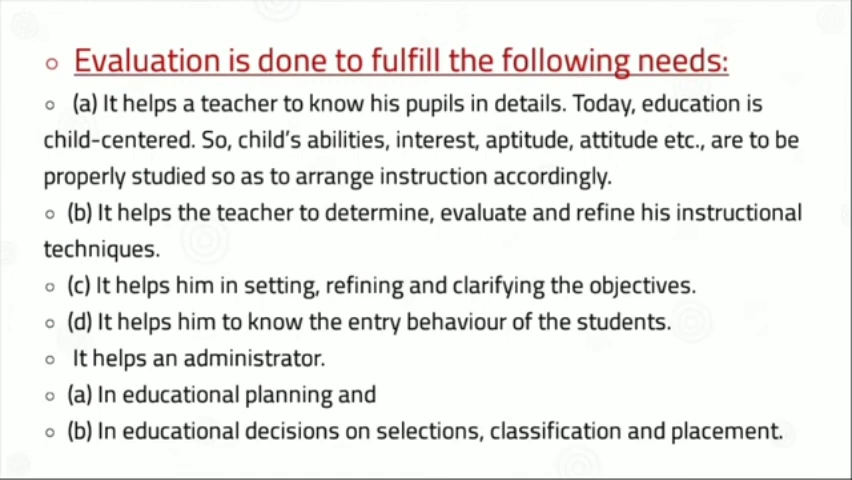 Evaluation is done to fulfill the following needs:
(a) It helps a teacher to know his pupils in details. Today, education is
child-centered. So, child's abilities, interest, aptitude, attitude etc., are to be
properly studied so as to arrange instruction accordingly.
(b) It helps the teacher to determine, evaluate and refine his instructional
techniques.
(c) It helps him in setting, refining and clarifying the objectives.
(d) It helps him to know the entry behaviour of the students.
It helps an administrator.
(a) In educational planning and
(b) In educational decisions on selections, classification and placement.